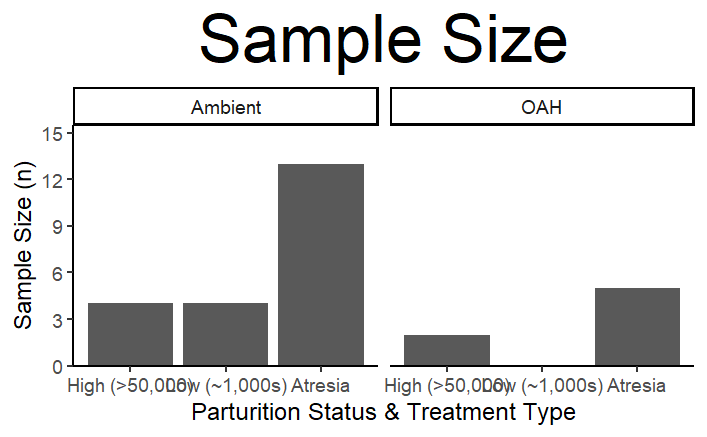 Sample Size
Ambient
OAH
Sample Size (n)
15
12
9
6
3
0
High (>50,000)
Low (~1,000s)
Atresia
High (>50,000)
Low (~1,000s)
Atresia
Parturition Status & Treatment Type